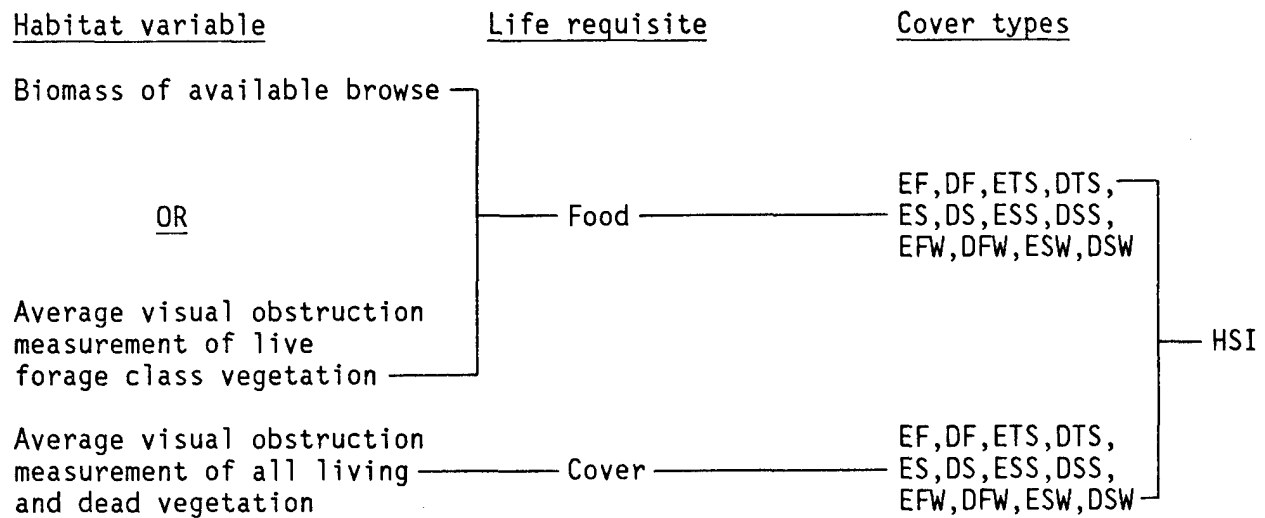 Habitat variable Life requisite Cover types
Biomass of available browse
EF,DF,ETS,DTS,
OR Food ES,DS,ESS,DSS,
EFW,DFW,ESW,DSW
Average visual obstruction
measurement of live HSI
forage class vegetation
Average visual obstruction EF,DF,ETS,DTS,
measurement of all living Cover ES,DS,ESS,DSS,
and dead vegetation EFW,DFW,ESW,DSW